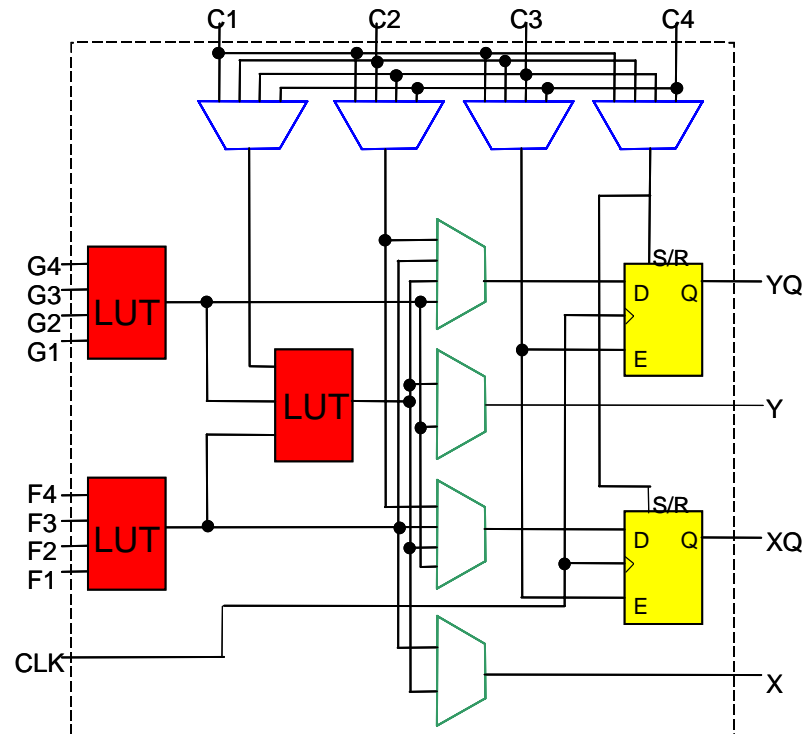 C1 C2 C3 C4
S/R
G4
LUT
D Q
YQ
G3
G2
G1
E
LUT
Y
F4
LUT
S/R
F3
D Q
XQ
F2
F1
E
CLK
X